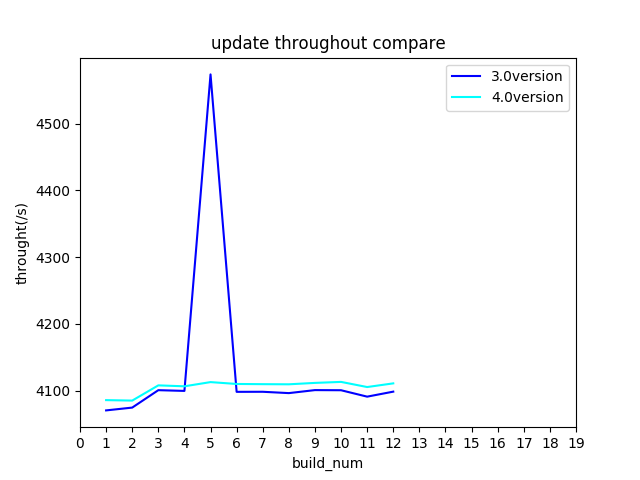 update throughout compare
3.0version
4.0version
throught(/s)
4500
4400
4300
4200
4100
0 1 2 3 4 5 6 7 8 9 10 11 12 13 14 15 16 17 18 19
build_num